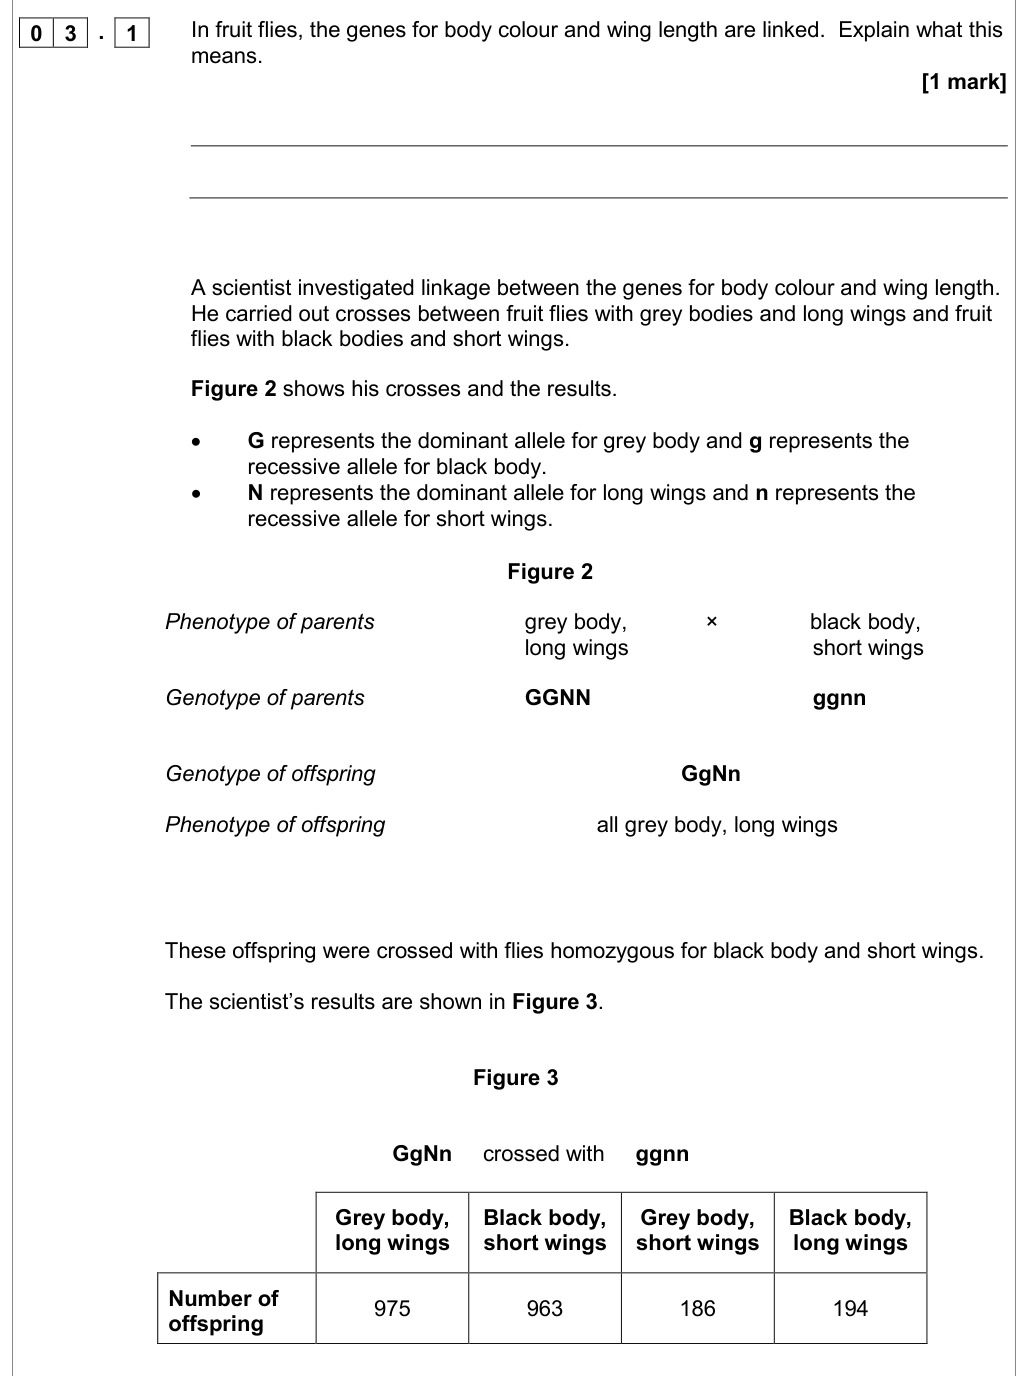 0 3 . 1 In fruit flies, the genes for body colour and wing length are linked. Explain what this
means.
[1 mark]
A scientist investigated linkage between the genes for body colour and wing length.
He carried out crosses between fruit flies with grey bodies and long wings and fruit
flies with black bodies and short wings.
Figure 2 shows his crosses and the results.
• G represents the dominant allele for grey body and g represents the
recessive allele for black body.
• N represents the dominant allele for long wings and n represents the
recessive allele for short wings.
Figure 2
Phenotype of parents grey body, × black body,
long wings short wings
Genotype of parents GGNN ggnn
Genotype of offspring GgNn
Phenotype of offspring all grey body, long wings
These offspring were crossed with flies homozygous for black body and short wings.
The scientist's results are shown in Figure 3.
Figure 3
GgNn crossed with ggnn
Grey body, Black body, Grey body, Black body,
long wings short wings short wings long wings
Number of
offspring 975 963 186 194